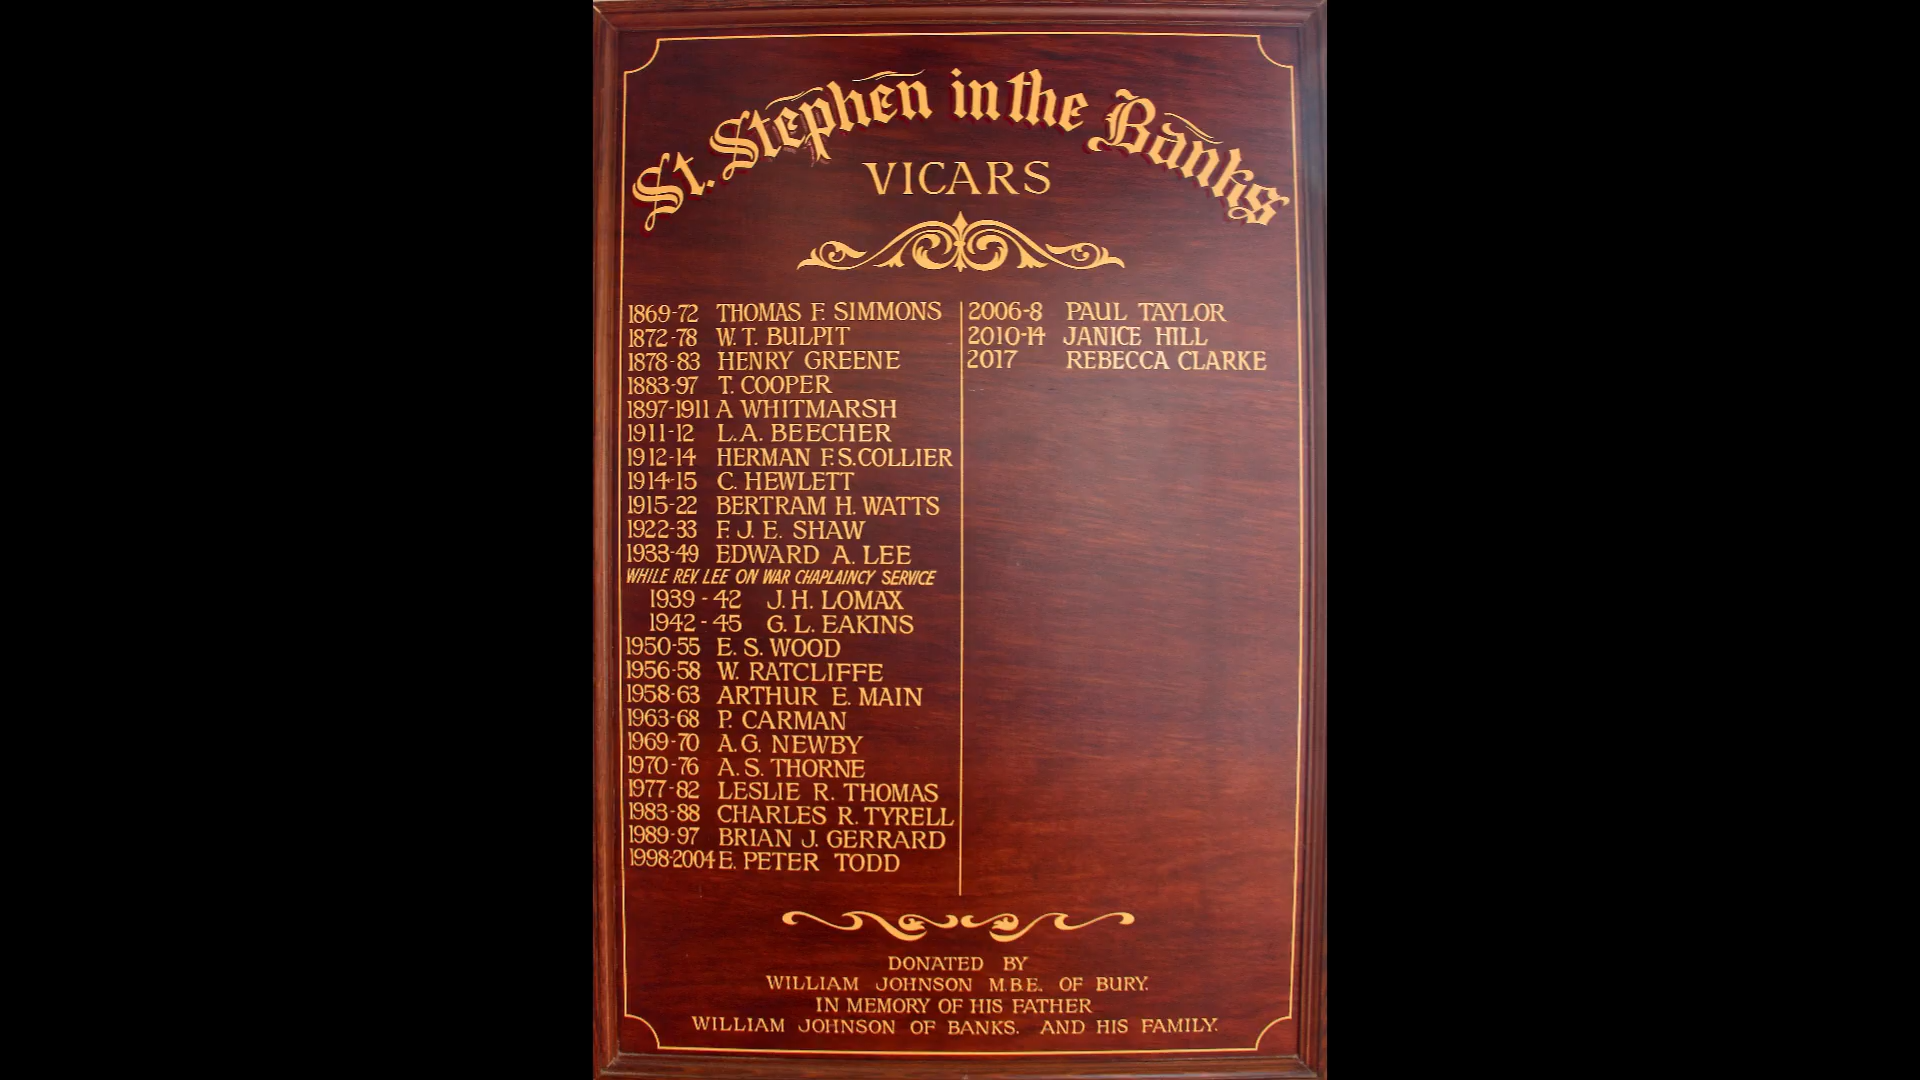 St. Stephen in the Banks
VICARS
1869-72 THOMAS F. SIMMONS
1872-78 W. T. BULPIT
1878-83 HENRY GREENE
1883-97 T. COOPER
1897-1911 A WHITMARSH
1911-12 L.A. BEECHER
1912-14 HERMAN F.S. COLLIER
1914-15 C. HEWLETT
1915-22 BERTRAM H. WATTS
1922-33 F. J. E. SHAW
1933-49 EDWARD A. LEE
WHILE REV. LEE ON WAR CHAPLAINCY SERVICE
1939 - 42 J. H. LOMAX
1942 - 45 G. L. EAKINS
1950-55 E. S. WOOD
1956-58 W. RATCLIFFE
1958-63 ARTHUR E. MAIN
1963-68 P. CARMAN
1969-70 A.G. NEWBY
1970-76 A. S. THORNE
1977-82 LESLIE R. THOMAS
1983-88 CHARLES R. TYRELL
1989-97 BRIAN J. GERRARD
1998-2004 E. PETER TODD
2006-8 PAUL TAYLOR
2010-14 JANICE HILL
2017 REBECCA CLARKE
DONATED BY
WILLIAM JOHNSON M.B.E. OF BURY.
IN MEMORY OF HIS FATHER
WILLIAM JOHNSON OF BANKS. AND HIS FAMILY.